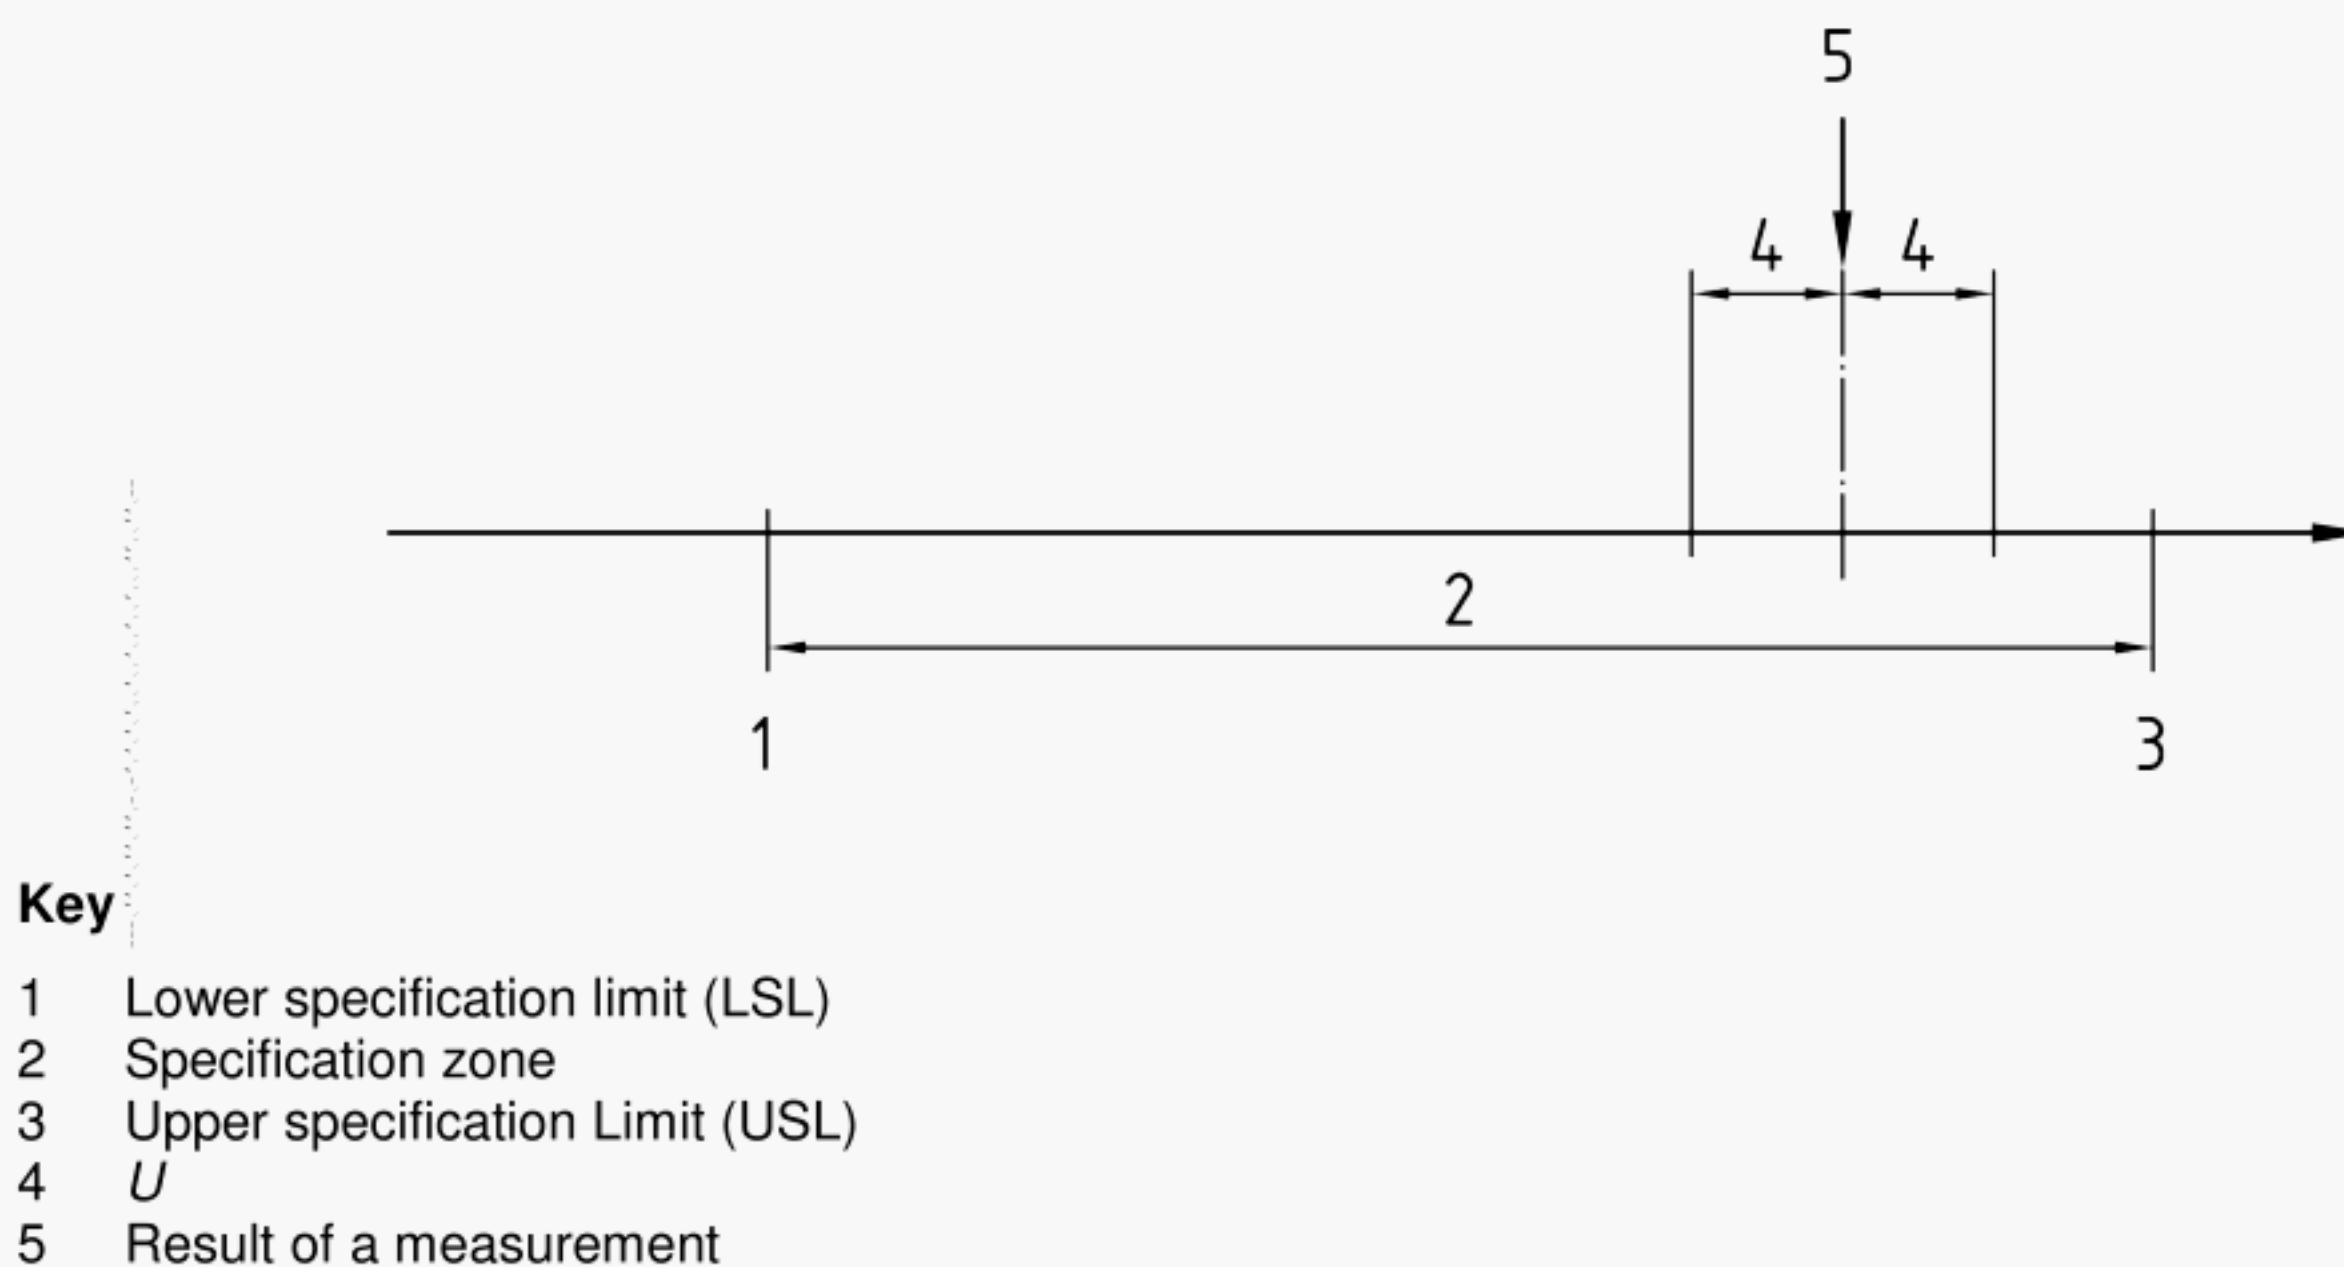 5
4 4
2
1 3
Key
1 Lower specification limit (LSL)
2 Specification zone
3 Upper specification Limit (USL)
4 U
5 Result of a measurement